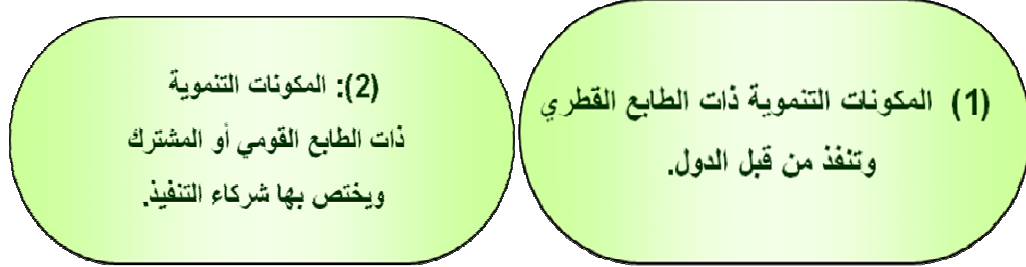 (1) المكونات التنموية ذات الطابع القطري
وتنفذ من قبل الدول.
(2): المكونات التنموية
ذات الطابع القومي أو المشترك
ويختص بها شركاء التنفيذ.